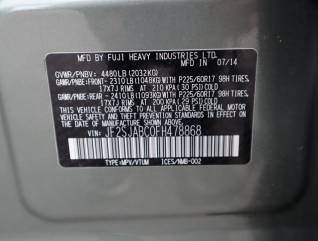 MFD BY FUJI HEAVY INDUSTRIES LTD.
07/14
GVWR/PNBV: 4480LB(2032KG)
GAWR/PNBE:FRONT-2310LB(1048KG)WITH P225/60R17 98H TIRES,
17X7J RIMS, AT 210 KPA(30 PSI)COLD
GAWR/PNBE:REAR -2410LB(1093KG)WITH P225/60R17 98H TIRES,
17X7J RIMS, AT 200 KPA(29 PSI)COLD
THIS VEHICLE CONFORMS TO ALL APPLICABLE FEDERAL MOTOR
VEHICLE SAFETY, BUMPER, AND THEFT PREVENTION
STANDARDS IN EFFECT ON THE DATE OF MANUFACTURE
SHOWN ABOVE.
JF2SJABC0FH478868
TYPE:MPV/VTUM ICES/NMB-002